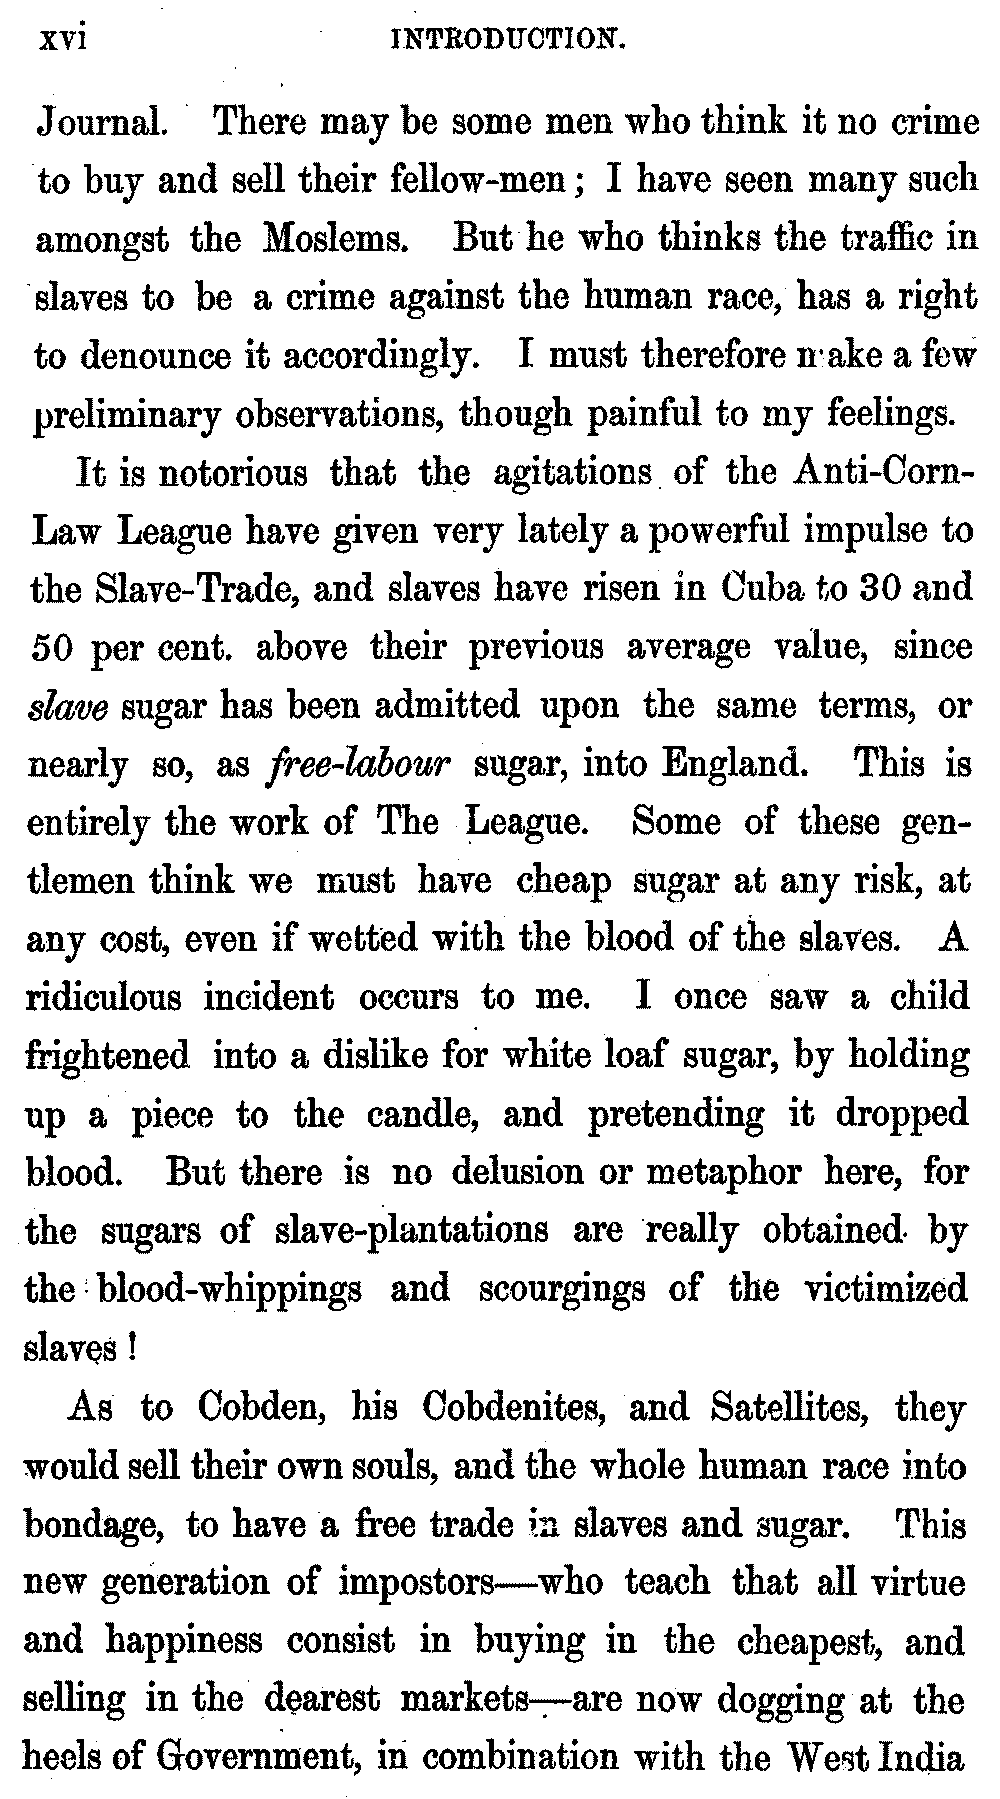 xvi INTRODUCTION.
Journal. There may be some men who think it no crime
to buy and sell their fellow-men; I have seen many such
amongst the Moslems. But he who thinks the traffic in
slaves to be a crime against the human race, has a right
to denounce it accordingly. I must therefore make a few
preliminary observations, though painful to my feelings.
It is notorious that the agitations of the Anti-Corn-
Law League have given very lately a powerful impulse to
the Slave-Trade, and slaves have risen in Cuba to 30 and
50 per cent. above their previous average value, since
slave sugar has been admitted upon the same terms, or
nearly so, as free-labour sugar, into England. This is
entirely the work of The League. Some of these gen-
tlemen think we must have cheap sugar at any risk, at
any cost, even if wetted with the blood of the slaves. A
ridiculous incident occurs to me. I once saw a child
frightened into a dislike for white loaf sugar, by holding
up a piece to the candle, and pretending it dropped
blood. But there is no delusion or metaphor here, for
the sugars of slave-plantations are really obtained by
the blood-whippings and scourgings of the victimized
slaves!
As to Cobden, his Cobdenites, and Satellites, they
would sell their own souls, and the whole human race into
bondage, to have a free trade in slaves and sugar. This
new generation of impostors—who teach that all virtue
and happiness consist in buying in the cheapest, and
selling in the dearest markets—are now dogging at the
heels of Government, in combination with the West India